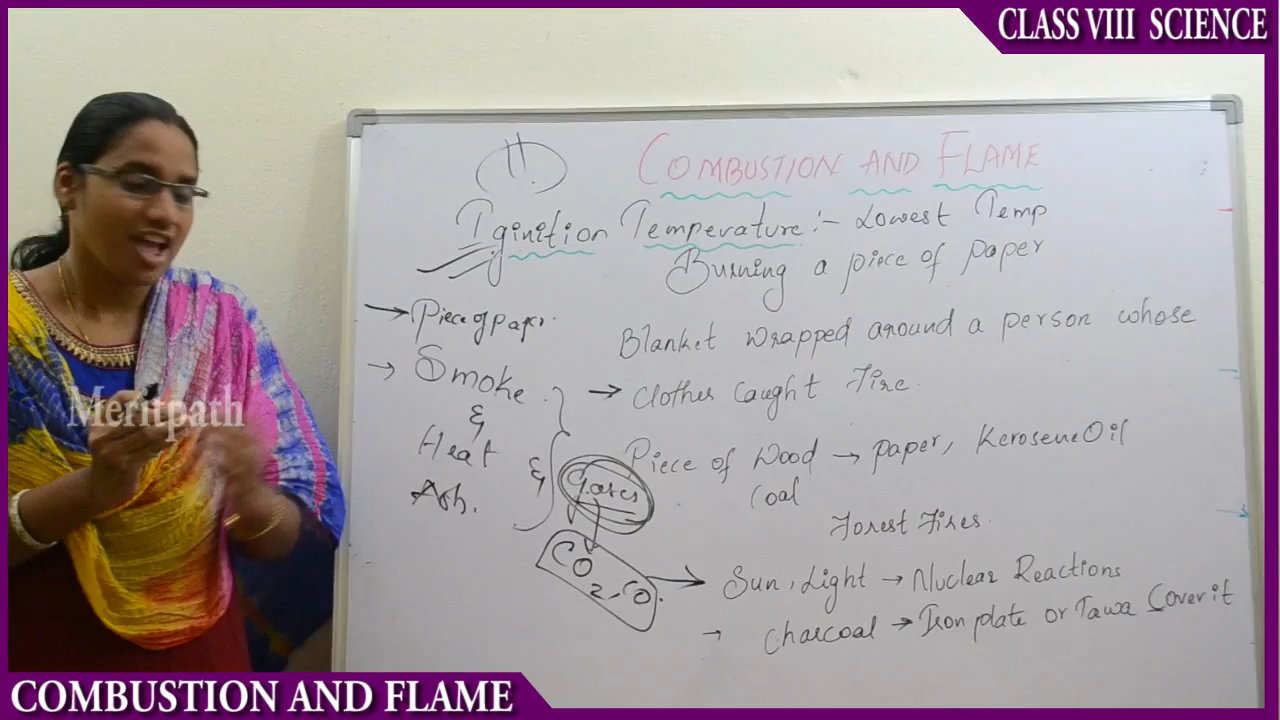 CLASS VIII SCIENCE
11.
COMBUSTION AND FLAME
Iginition Temperature :- Lowest Temp
Burning a piece of paper
→ Piece of paper.
Blanket wrapped around a person whose
→ Smoke
→ Clothes Caught Fire.
&
Heat
&
Piece of Wood → paper, Kerosene Oil
Gases
Coal
Ash.
Forest Fires.
CO2, CO.
Sun, Light → Nuclear Reactions
→ Charcoal → Iron plate or Tawa Cover it
Meritpath
COMBUSTION AND FLAME